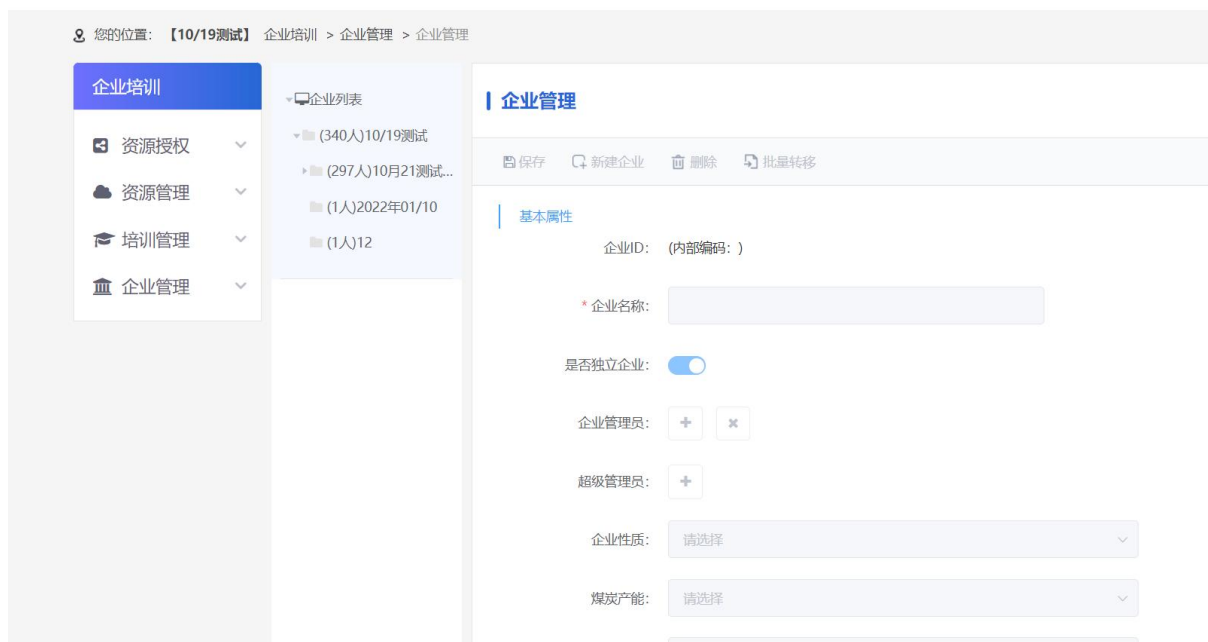 您的位置： 【10/19测试】 企业培训 > 企业管理 > 企业管理
企业培训
资源授权
资源管理
培训管理
企业管理
企业列表
(340人)10/19测试
(297人)10月21测试...
(1人)2022年01/10
(1人)12
企业管理
保存 新建企业 删除 批量转移
基本属性
企业ID： (内部编码：)
* 企业名称：
是否独立企业：
企业管理员：
超级管理员：
企业性质： 请选择
煤炭产能： 请选择